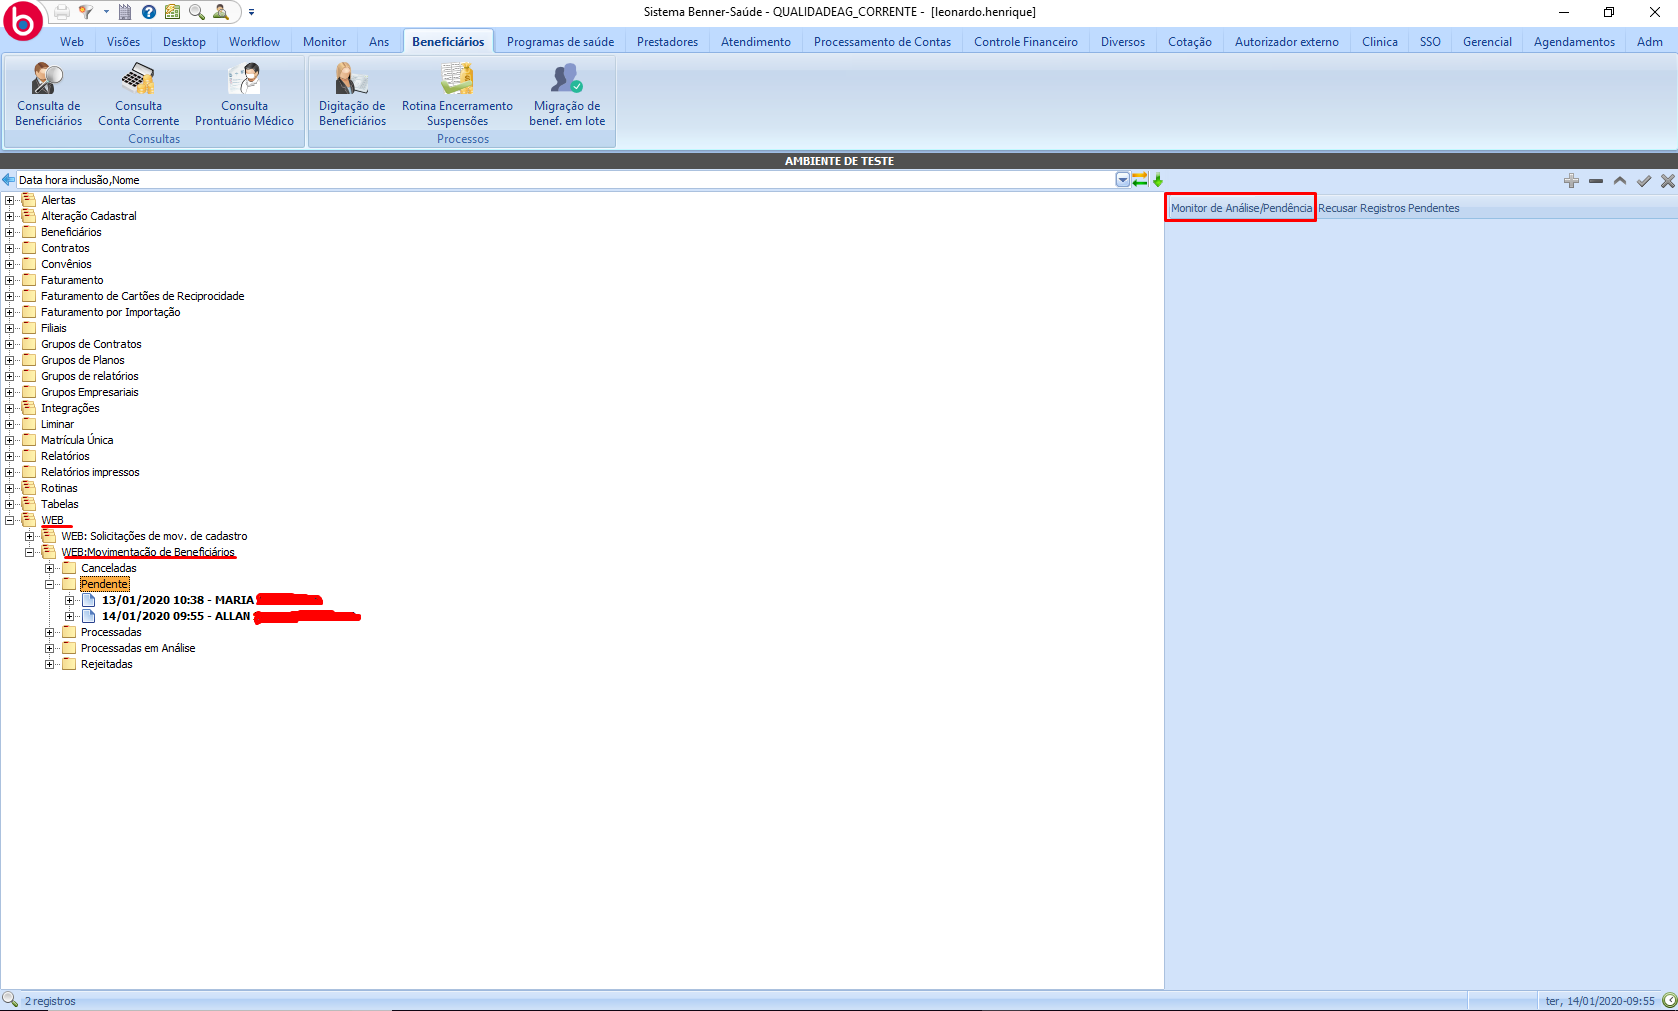 b
Sistema Benner-Saúde - QUALIDADEAG_CORRENTE - [leonardo.henrique]
Web Visões Desktop Workflow Monitor Ans Beneficiários Programas de saúde Prestadores Atendimento Processamento de Contas Controle Financeiro Diversos Cotação Autorizador externo Clinica SSO Gerencial Agendamentos Adm
Consulta de Beneficiários
Consulta Conta Corrente
Consulta Prontuário Médico
Consultas
Digitação de Beneficiários
Rotina Encerramento Suspensões
Migração de benef. em lote
Processos
AMBIENTE DE TESTE
Data hora inclusão,Nome
Monitor de Análise/Pendência Recusar Registros Pendentes
Alertas
Alteração Cadastral
Beneficiários
Contratos
Convênios
Faturamento
Faturamento de Cartões de Reciprocidade
Faturamento por Importação
Filiais
Grupos de Contratos
Grupos de Planos
Grupos de relatórios
Grupos Empresariais
Integrações
Liminar
Matrícula Única
Relatórios
Relatórios impressos
Rotinas
Tabelas
WEB
WEB: Solicitações de mov. de cadastro
WEB:Movimentação de Beneficiários
Canceladas
Pendente
13/01/2020 10:38 - MARIA
14/01/2020 09:55 - ALLAN
Processadas
Processadas em Análise
Rejeitadas
2 registros
ter, 14/01/2020-09:55